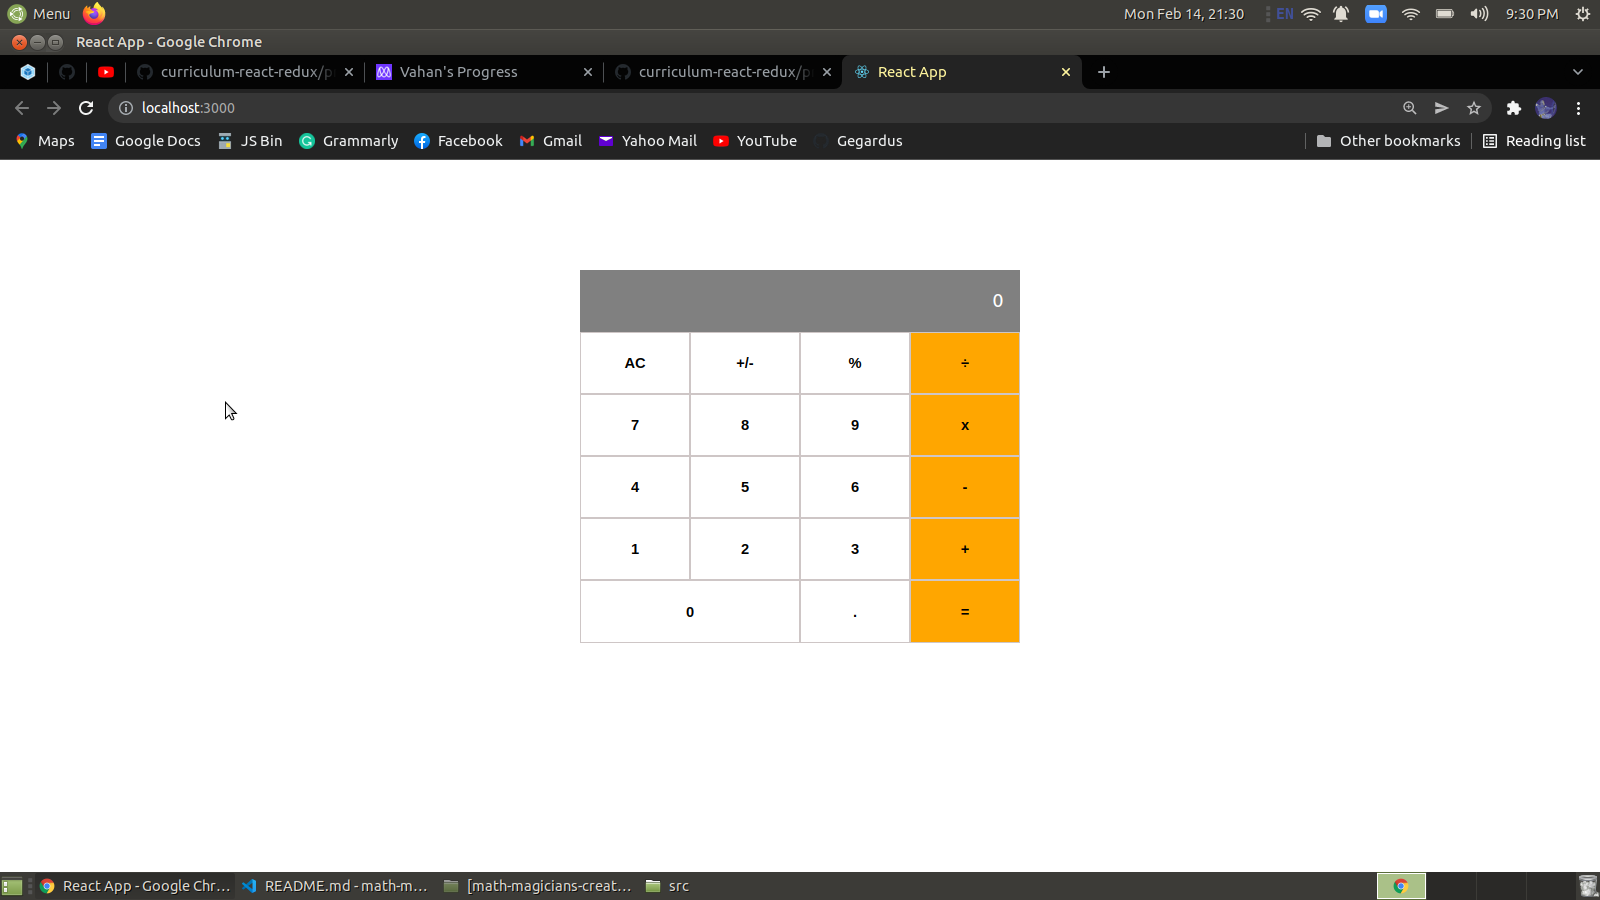 Menu
Mon Feb 14, 21:30
EN
9:30 PM
React App - Google Chrome
curriculum-react-redux/p
Vahan's Progress
curriculum-react-redux/p
React App
localhost:3000
Maps
Google Docs
JS Bin
Grammarly
Facebook
Gmail
Yahoo Mail
YouTube
Gegardus
Other bookmarks
Reading list
0
AC +/- % ÷
7 8 9 x
4 5 6 -
1 2 3 +
0 . =
React App - Google Chr...
README.md - math-m...
[math-magicians-creat...
src